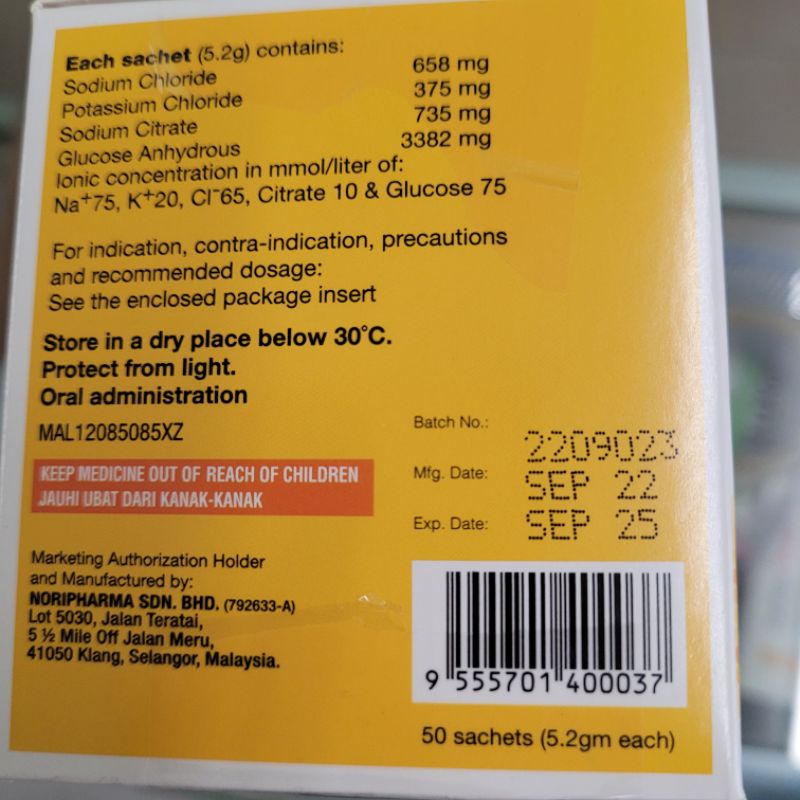 Each sachet (5.2g) contains:
Sodium Chloride 658 mg
Potassium Chloride 375 mg
Sodium Citrate 735 mg
Glucose Anhydrous 3382 mg
Ionic concentration in mmol/liter of:
Na⁺75, K⁺20, Cl⁻65, Citrate 10 & Glucose 75
For indication, contra-indication, precautions
and recommended dosage:
See the enclosed package insert
Store in a dry place below 30°C.
Protect from light.
Oral administration
MAL12085085XZ
KEEP MEDICINE OUT OF REACH OF CHILDREN
JAUHI UBAT DARI KANAK-KANAK
Batch No.: 2209023
Mfg. Date: SEP 22
Exp. Date: SEP 25
Marketing Authorization Holder
and Manufactured by:
NORIPHARMA SDN. BHD. (792633-A)
Lot 5030, Jalan Teratai,
5 ½ Mile Off Jalan Meru,
41050 Klang, Selangor, Malaysia.
9 555701 400037
50 sachets (5.2gm each)